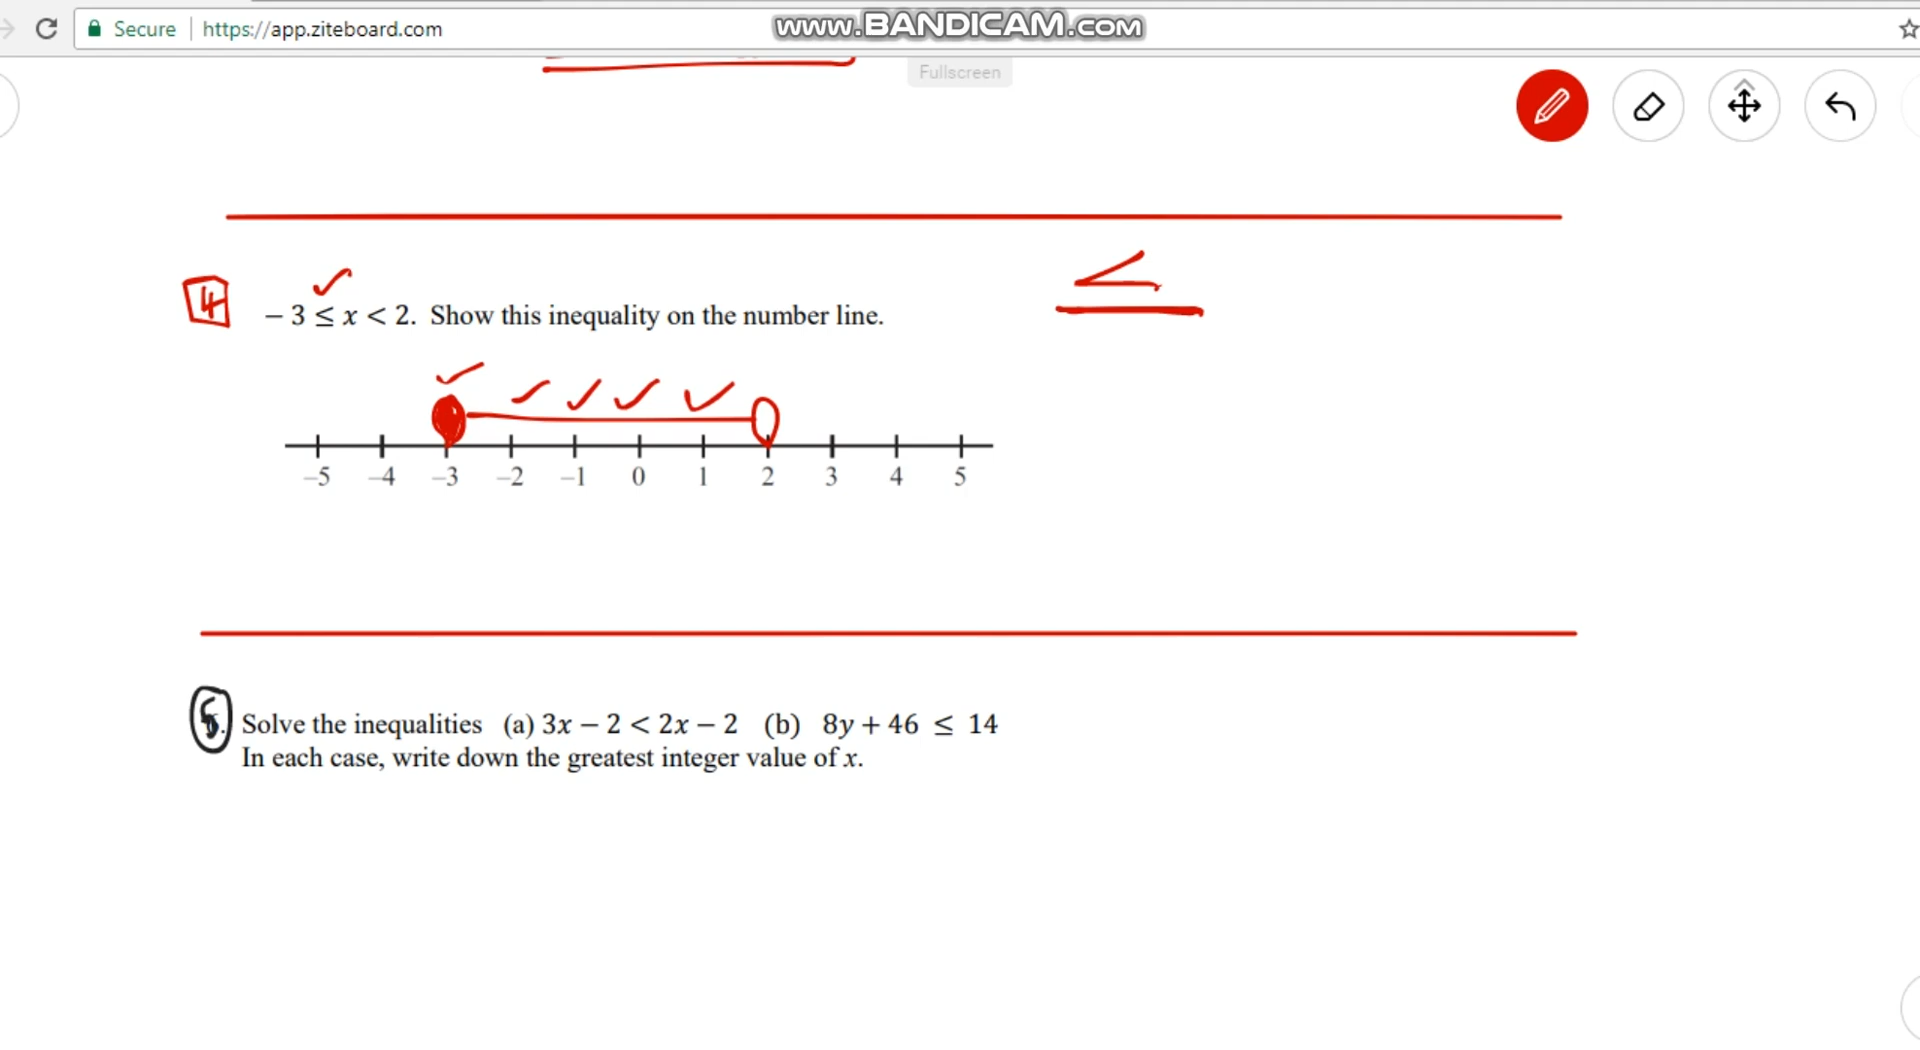 Secure https://app.ziteboard.com
www.BANDICAM.com
Fullscreen
4
− 3 ≤ x < 2. Show this inequality on the number line.
≤
–5 –4 –3 –2 –1 0 1 2 3 4 5
5. Solve the inequalities (a) 3x − 2 < 2x − 2 (b) 8y + 46 ≤ 14
In each case, write down the greatest integer value of x.